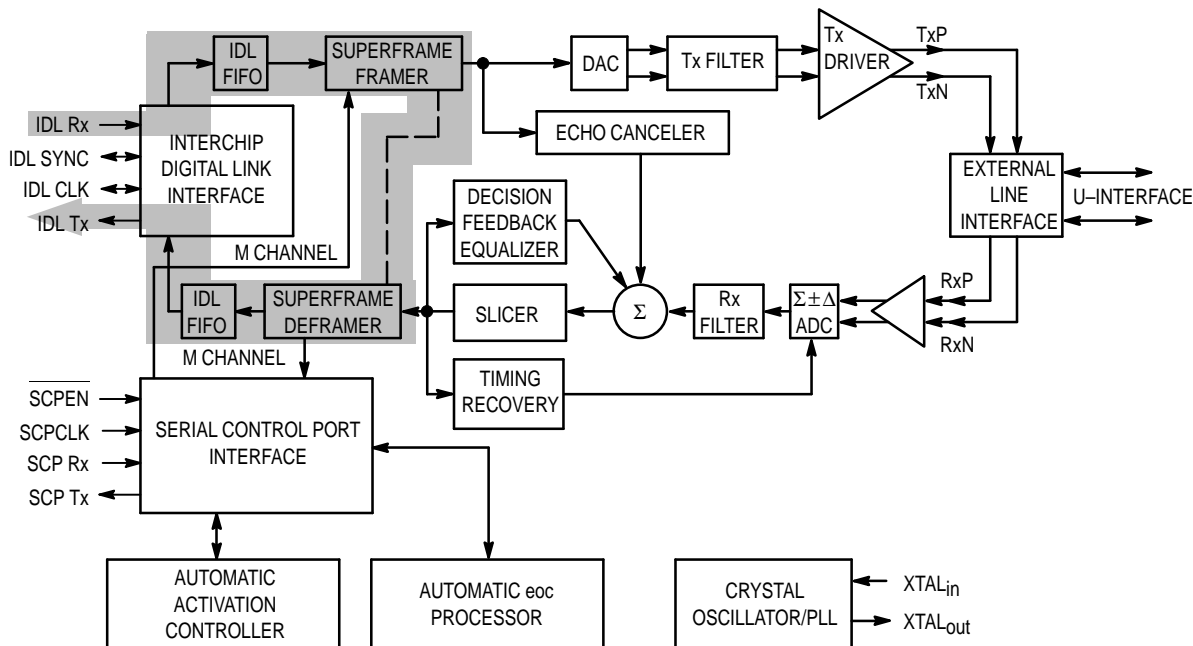 IDL
FIFO
SUPERFRAME
FRAMER
DAC
Tx FILTER
Tx
DRIVER
TxP
TxN
IDL Rx
IDL SYNC
IDL CLK
IDL Tx
INTERCHIP
DIGITAL LINK
INTERFACE
ECHO CANCELER
EXTERNAL
LINE
INTERFACE
U–INTERFACE
DECISION
FEEDBACK
EQUALIZER
M CHANNEL
IDL
FIFO
SUPERFRAME
DEFRAMER
SLICER
Σ
Rx
FILTER
Σ±Δ
ADC
RxP
RxN
M CHANNEL
TIMING
RECOVERY
SCPEN
SCPCLK
SCP Rx
SCP Tx
SERIAL CONTROL PORT
INTERFACE
AUTOMATIC
ACTIVATION
CONTROLLER
AUTOMATIC eoc
PROCESSOR
CRYSTAL
OSCILLATOR/PLL
XTALin
XTALout